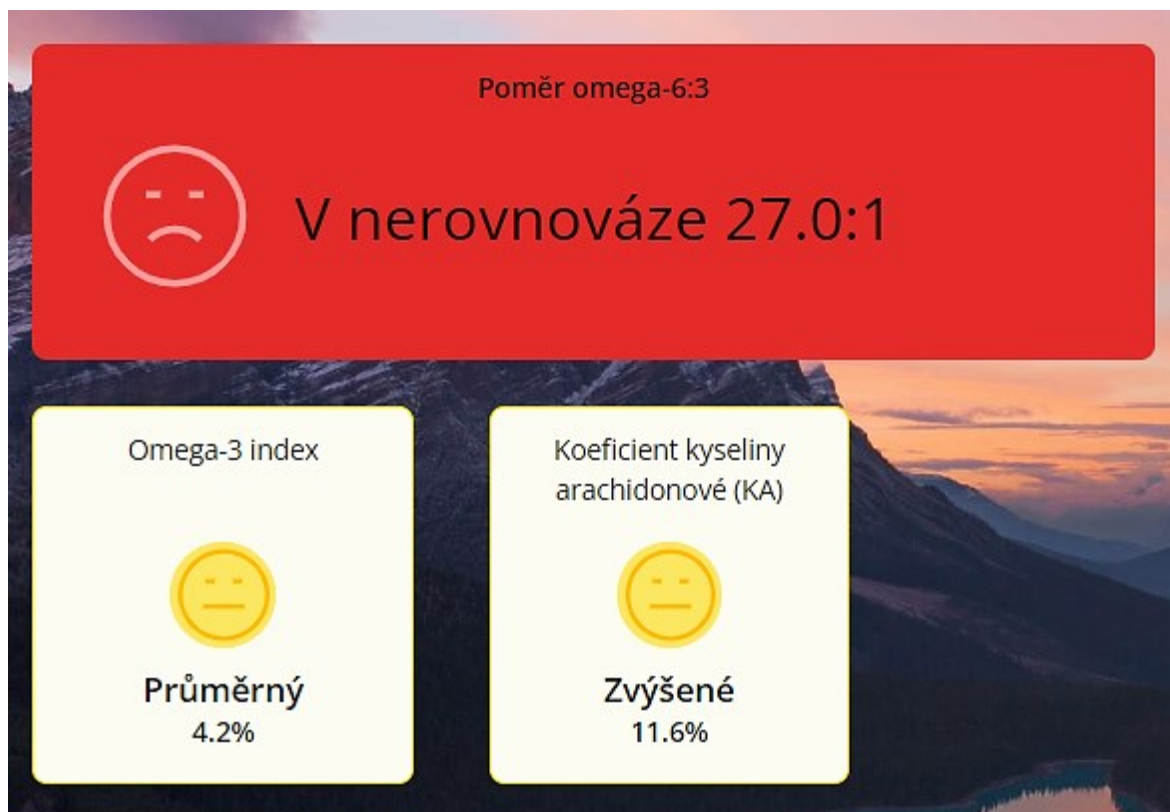 Poměr omega-6:3
V nerovnováze 27.0:1
Omega-3 index
Průměrný
4.2%
Koeficient kyseliny
arachidonové (KA)
Zvýšené
11.6%